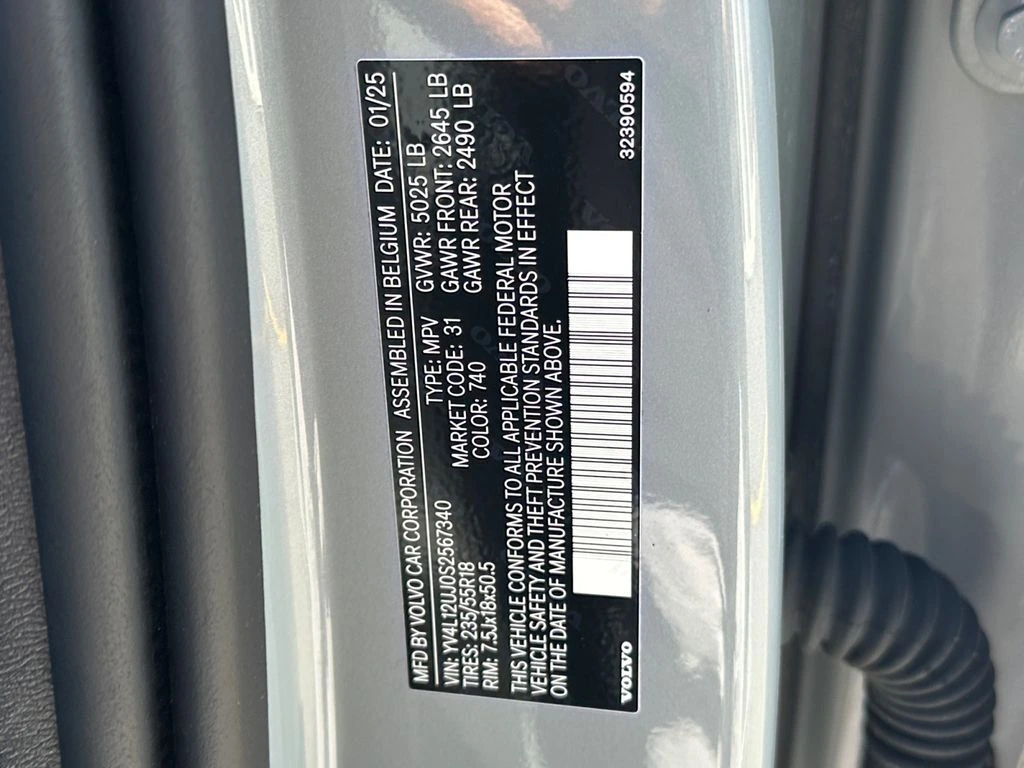 MFD BY VOLVO CAR CORPORATION ASSEMBLED IN BELGIUM DATE: 01/25
VIN: YV4L12UJ0S2567340 TYPE: MPV GVWR: 5025 LB
TIRES: 235/55R18 MARKET CODE: 31 GAWR FRONT: 2645 LB
RIM: 7.5Jx18x50.5 COLOR: 740 GAWR REAR: 2490 LB
THIS VEHICLE CONFORMS TO ALL APPLICABLE FEDERAL MOTOR
VEHICLE SAFETY AND THEFT PREVENTION STANDARDS IN EFFECT
ON THE DATE OF MANUFACTURE SHOWN ABOVE.
VOLVO 32390594